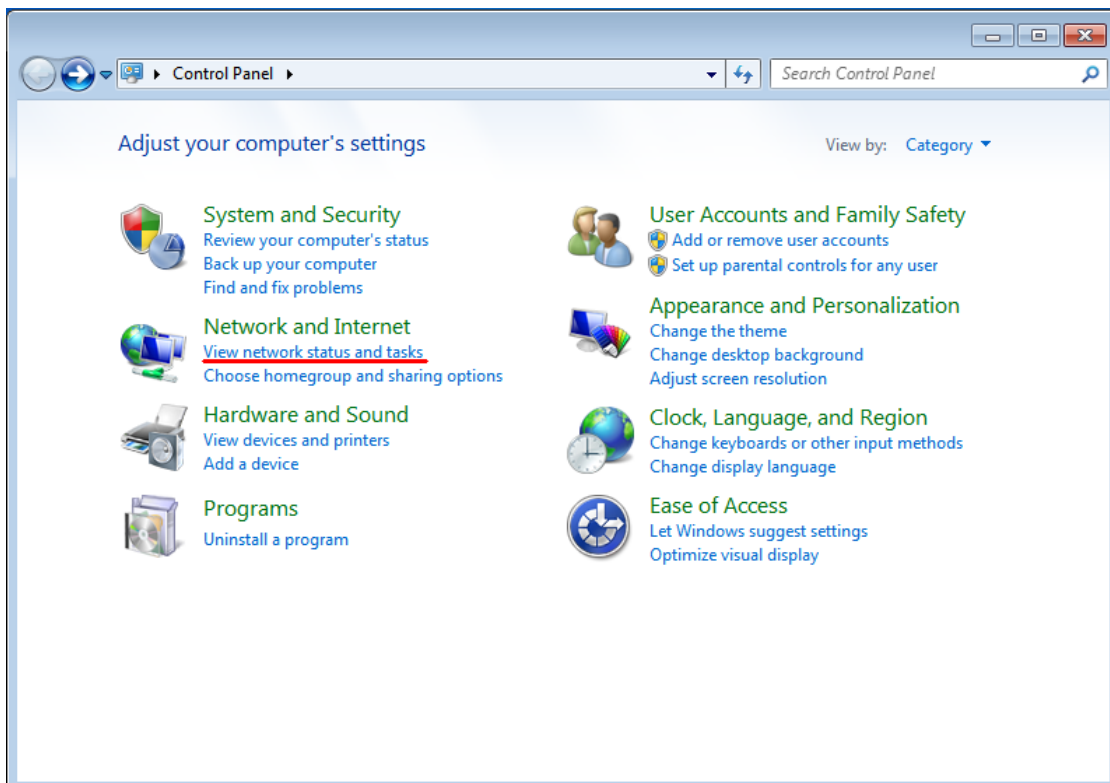 Control Panel
Search Control Panel
Adjust your computer's settings
View by: Category
System and Security
Review your computer's status
Back up your computer
Find and fix problems
Network and Internet
View network status and tasks
Choose homegroup and sharing options
Hardware and Sound
View devices and printers
Add a device
Programs
Uninstall a program
User Accounts and Family Safety
Add or remove user accounts
Set up parental controls for any user
Appearance and Personalization
Change the theme
Change desktop background
Adjust screen resolution
Clock, Language, and Region
Change keyboards or other input methods
Change display language
Ease of Access
Let Windows suggest settings
Optimize visual display